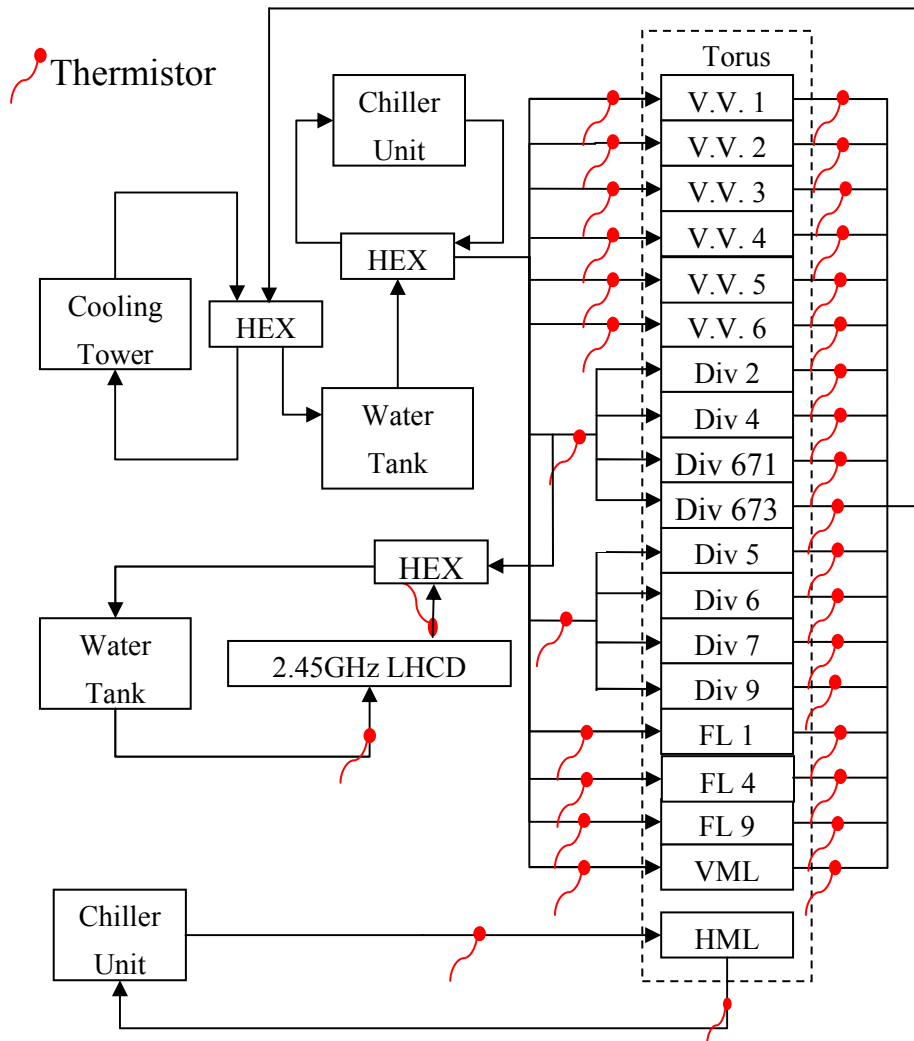 Thermistor
Torus
Chiller
Unit
HEX
Cooling
Tower
HEX
Water
Tank
V.V. 1
V.V. 2
V.V. 3
V.V. 4
V.V. 5
V.V. 6
Div 2
Div 4
Div 671
Div 673
Div 5
Div 6
Div 7
Div 9
FL 1
FL 4
FL 9
VML
HEX
Water
Tank
2.45GHz LHCD
Chiller
Unit
HML